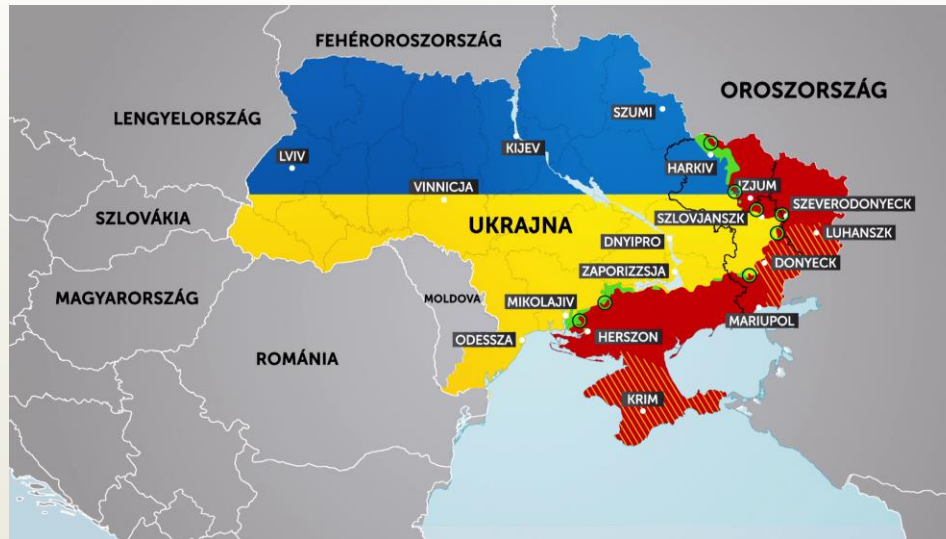 FEHÉROROSZORSZÁG
OROSZORSZÁG
LENGYELORSZÁG
SZUMI
KIJEV
LVIV
HARKIV
VINNICJA
IZJUM
SZLOVÁKIA
SZLOVJANSZK
SZEVERODONYECK
UKRAJNA
LUHANSZK
DNYIPRO
DONYECK
ZAPORIZZSJA
MAGYARORSZÁG
MOLDOVA
MIKOLAJIV
MARIUPOL
ODESSZA
HERSZON
ROMÁNIA
KRIM